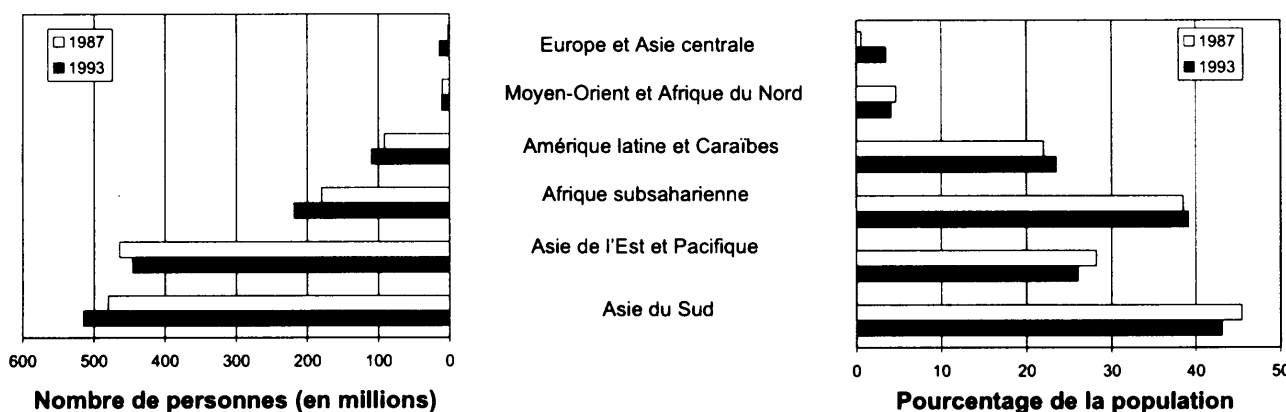 1987
1993
600 500 400 300 200 100 0
Nombre de personnes (en millions)
Europe et Asie centrale
Moyen-Orient et Afrique du Nord
Amérique latine et Caraïbes
Afrique subsaharienne
Asie de l'Est et Pacifique
Asie du Sud
1987
1993
0 10 20 30 40 50
Pourcentage de la population